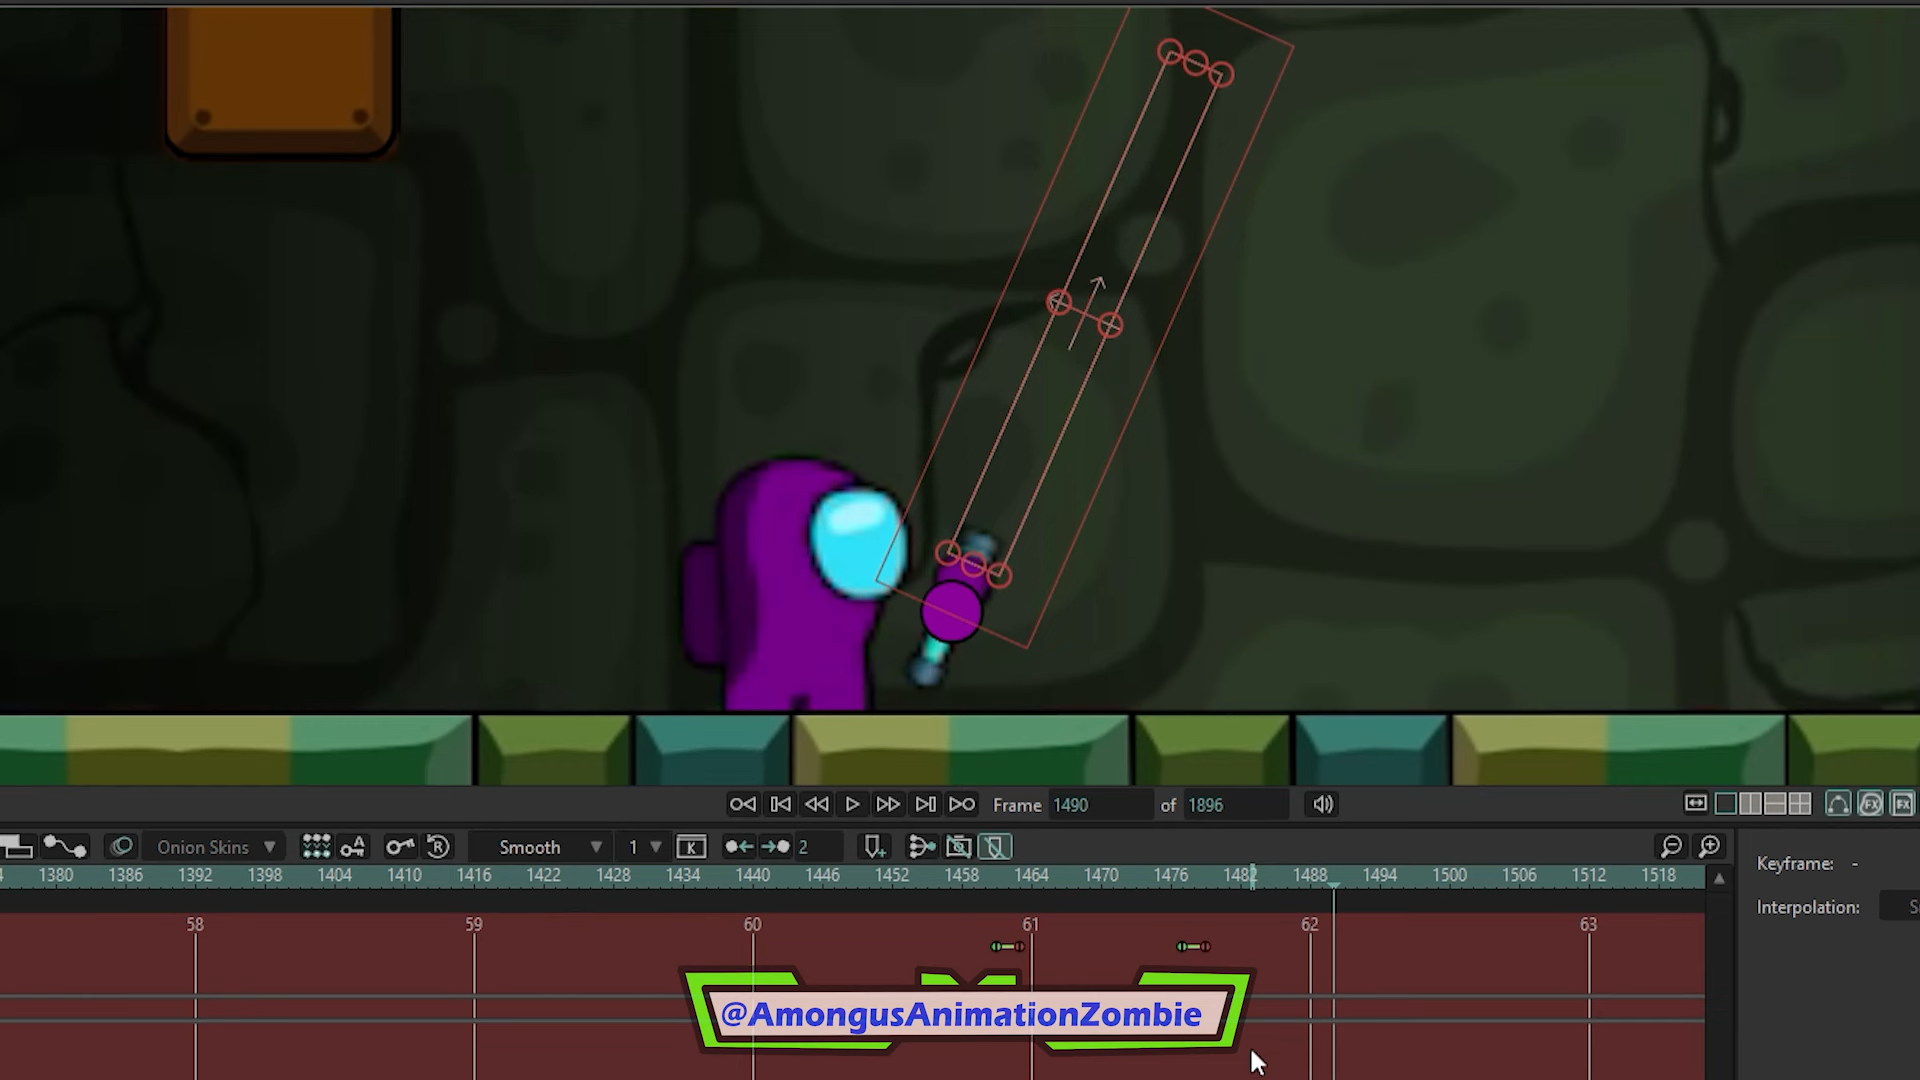 Frame 1490 of 1896
Onion Skins Smooth 1 K 2
1380 1386 1392 1398 1404 1410 1416 1422 1428 1434 1440 1446 1452 1458 1464 1470 1476 1482 1488 1494 1500 1506 1512 1518
Keyframe: -
Interpolation:
58 59 60 61 62 63
@AmongusAnimationZombie